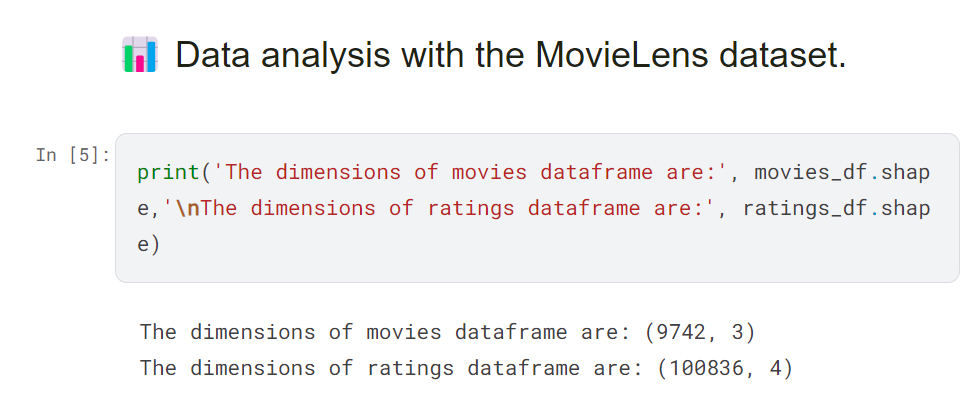 Data analysis with the MovieLens dataset.
In [5]:
print('The dimensions of movies dataframe are:', movies_df.shap
e,'\nThe dimensions of ratings dataframe are:', ratings_df.shap
e)
The dimensions of movies dataframe are: (9742, 3)
The dimensions of ratings dataframe are: (100836, 4)